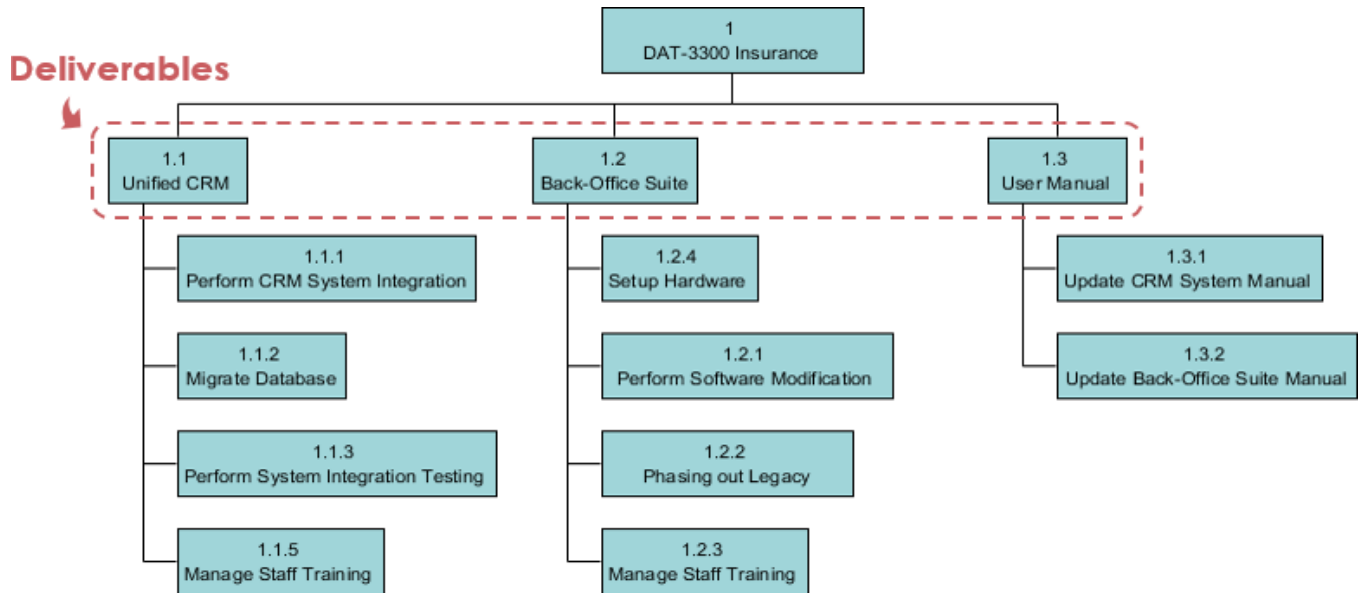 1
DAT-3300 Insurance
Deliverables
1.1
Unified CRM
1.2
Back-Office Suite
1.3
User Manual
1.1.1
Perform CRM System Integration
1.2.4
Setup Hardware
1.3.1
Update CRM System Manual
1.1.2
Migrate Database
1.2.1
Perform Software Modification
1.3.2
Update Back-Office Suite Manual
1.1.3
Perform System Integration Testing
1.2.2
Phasing out Legacy
1.1.5
Manage Staff Training
1.2.3
Manage Staff Training